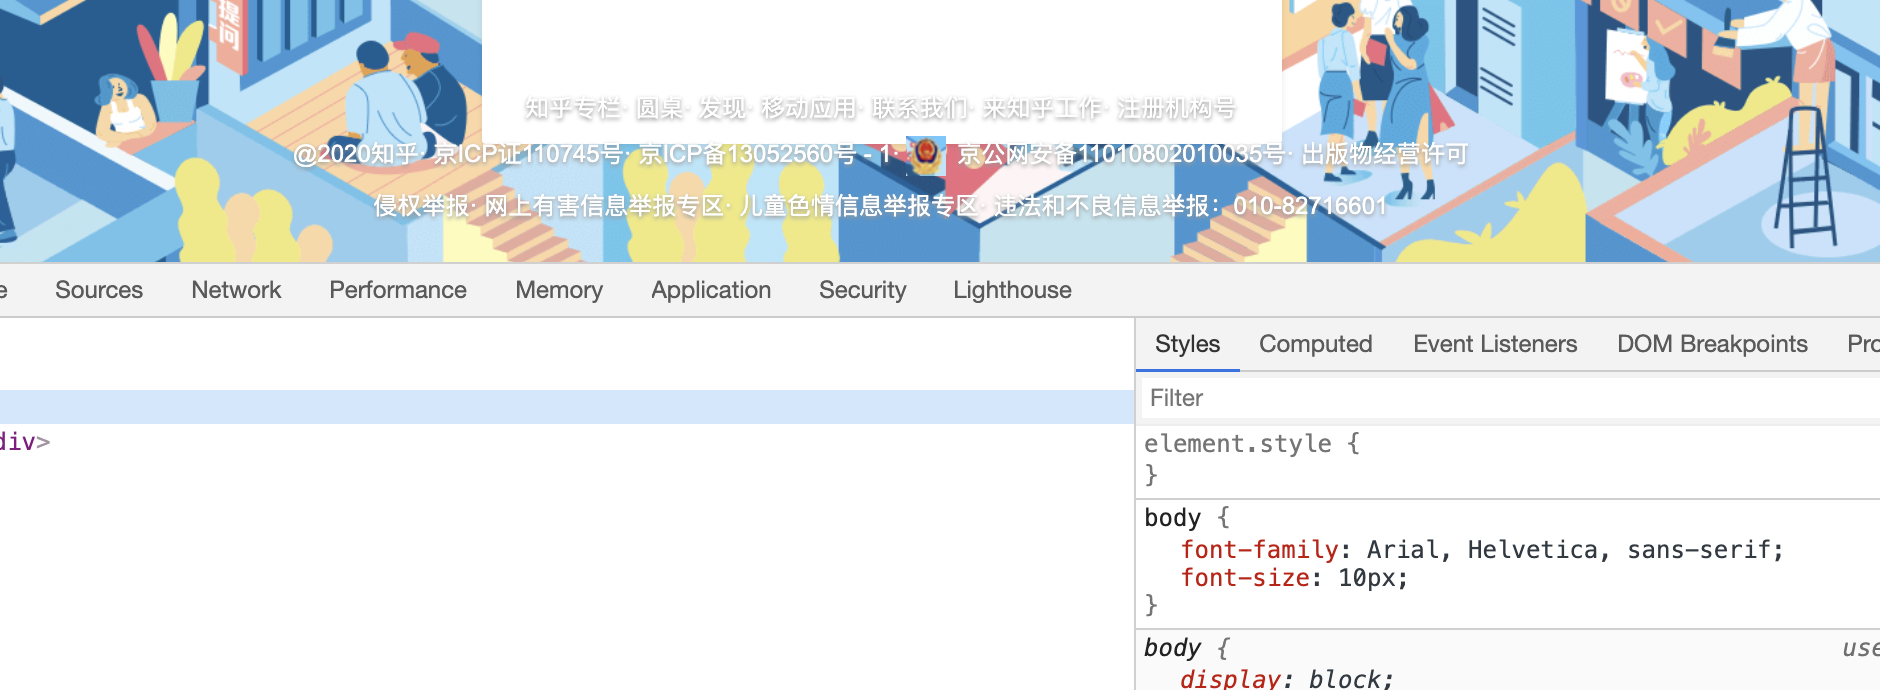 提问
知乎专栏· 圆桌· 发现· 移动应用· 联系我们· 来知乎工作· 注册机构号
@2020知乎· 京ICP证110745号· 京ICP备13052560号 - 1· 京公网安备11010802010035号· 出版物经营许可
侵权举报· 网上有害信息举报专区· 儿童色情信息举报专区· 违法和不良信息举报：010-82716601
e Sources Network Performance Memory Application Security Lighthouse
Styles Computed Event Listeners DOM Breakpoints Pro
Filter
element.style {
}
div>
body {
font-family: Arial, Helvetica, sans-serif;
font-size: 10px;
}
body { use
display: block;